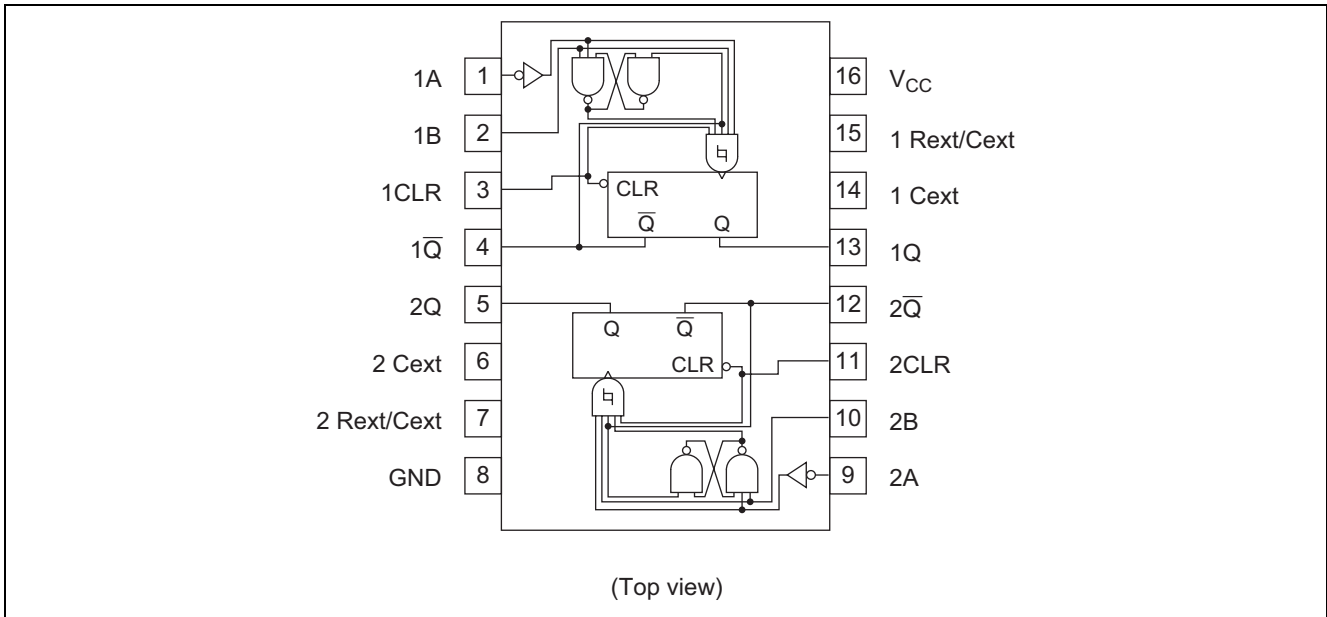 1A 1 16 V_CC
1B 2 15 1 Rext/Cext
1CLR 3 CLR 14 1 Cext
1Q̅ 4 Q̅ Q 13 1Q
2Q 5 Q Q̅ 12 2Q̅
2 Cext 6 CLR 11 2CLR
2 Rext/Cext 7 10 2B
GND 8 9 2A
(Top view)